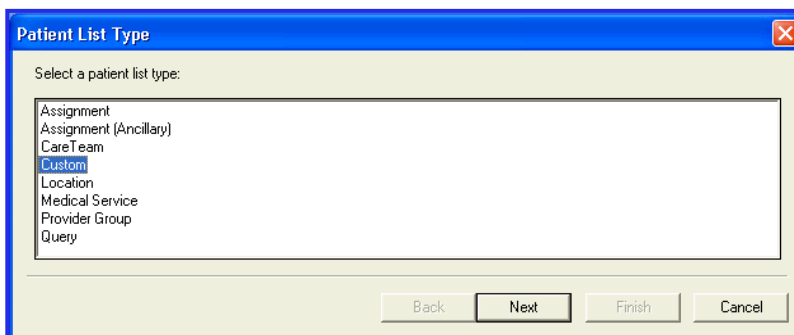 Patient List Type
Select a patient list type:
Assignment
Assignment (Ancillary)
CareTeam
Custom
Location
Medical Service
Provider Group
Query
Back Next Finish Cancel